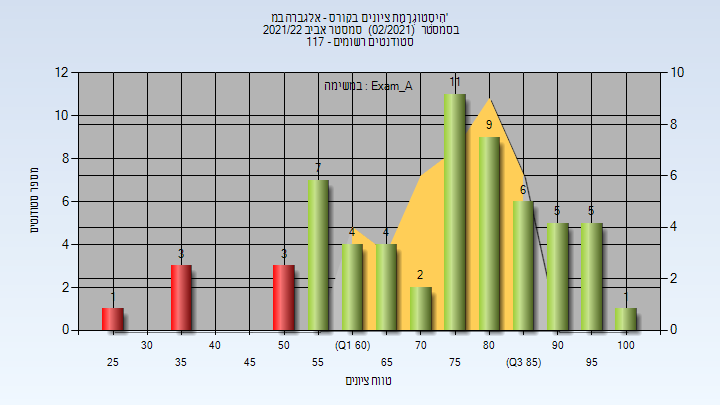 היסטוגרמת ציונים בקורס - אלגברה במ'
בסמסטר (02/2021) סמסטר אביב 2021/22
סטודנטים רשומים - 117
במשימה : Exam_A
12 10 8 6 4 2 0
10 8 6 4 2 0
מספר סטודנטים
1 3 3 7 4 4 2 11 9 6 5 5 1
30 40 50 (Q1 60) 70 80 90 100
25 35 45 55 65 75 (Q3 85) 95
טווח ציונים